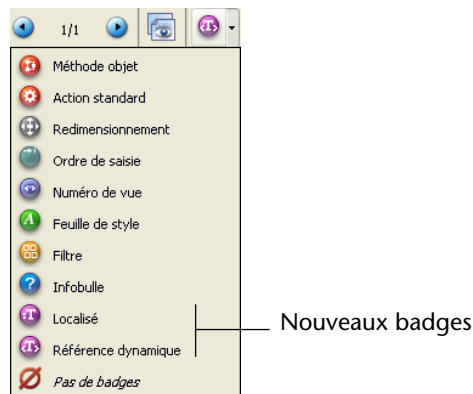 1/1
Méthode objet
Action standard
Redimensionnement
Ordre de saisie
Numéro de vue
Feuille de style
Filtre
Infobulle
Localisé
Référence dynamique
Pas de badges
Nouveaux badges